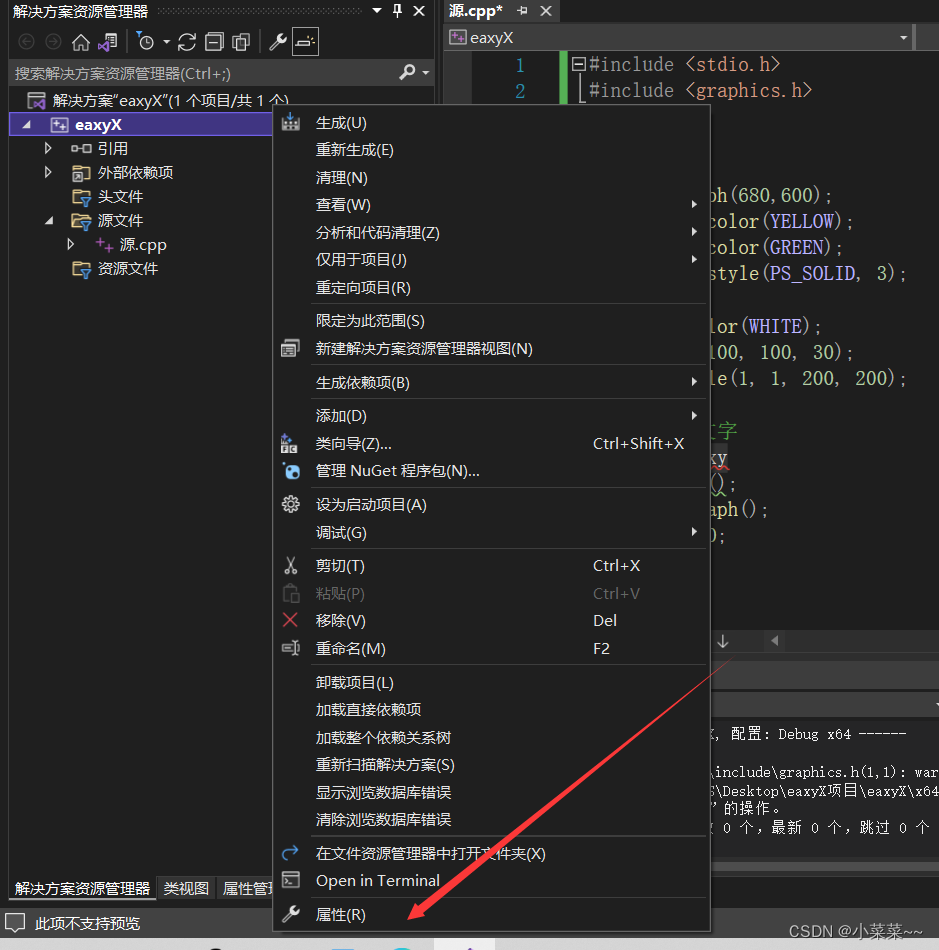 解决方案资源管理器
源.cpp*
eaxyX
搜索解决方案资源管理器(Ctrl+;)
解决方案“eaxyX”(1 个项目/共 1 个)
eaxyX
引用
外部依赖项
头文件
源文件
源.cpp
资源文件
1 #include <stdio.h>
2 #include <graphics.h>
ph(680,600);
color(YELLOW);
color(GREEN);
style(PS_SOLID, 3);
lor(WHITE);
100, 100, 30);
le(1, 1, 200, 200);
字
xy
();
aph();
0;
生成(U)
重新生成(E)
清理(N)
查看(W)
分析和代码清理(Z)
仅用于项目(J)
重定向项目(R)
限定为此范围(S)
新建解决方案资源管理器视图(N)
生成依赖项(B)
添加(D)
类向导(Z)... Ctrl+Shift+X
管理 NuGet 程序包(N)...
设为启动项目(A)
调试(G)
剪切(T) Ctrl+X
粘贴(P) Ctrl+V
移除(V) Del
重命名(M) F2
卸载项目(L)
加载直接依赖项
加载整个依赖关系树
重新扫描解决方案(S)
显示浏览数据库错误
清除浏览数据库错误
在文件资源管理器中打开文件夹(X)
Open in Terminal
属性(R)
X, 配置: Debug x64 ------
\include\graphics.h(1,1): war
S\Desktop\eaxyX项目\eaxyX\x64
”的操作。
0 个，最新 0 个，跳过 0 个
解决方案资源管理器 类视图 属性管
此项不支持预览
CSDN @小菜菜~~